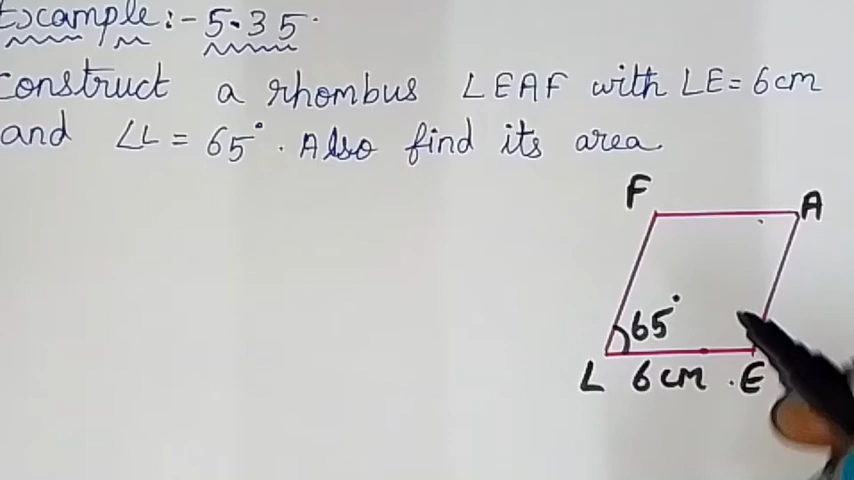 Example:- 5.35
Construct a rhombus LEAF with LE = 6cm
and ∠L = 65°. Also find its area.
F
A
65°
L 6cm E